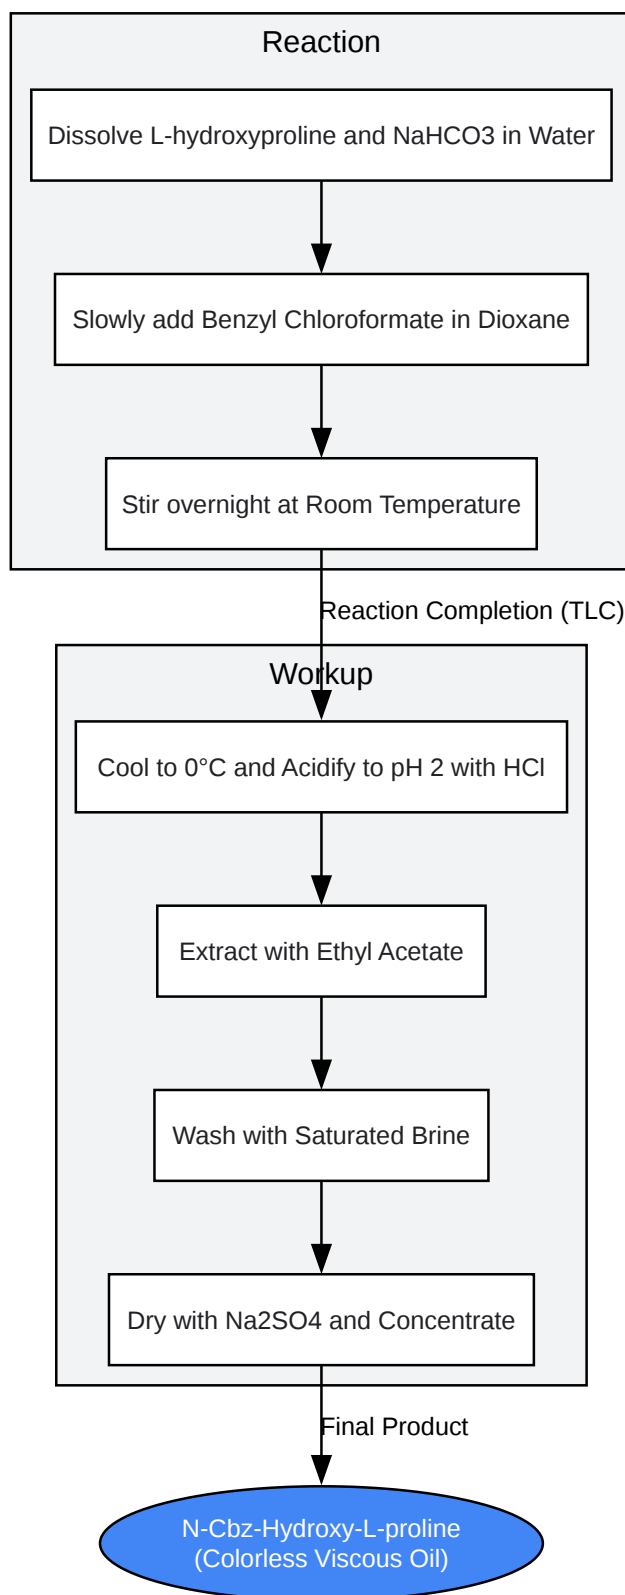 Reaction
Dissolve L-hydroxyproline and NaHCO3 in Water
Slowly add Benzyl Chloroformate in Dioxane
Stir overnight at Room Temperature
Reaction Completion (TLC)
Workup
Cool to 0°C and Acidify to pH 2 with HCl
Extract with Ethyl Acetate
Wash with Saturated Brine
Dry with Na2SO4 and Concentrate
Final Product
N-Cbz-Hydroxy-L-proline
(Colorless Viscous Oil)